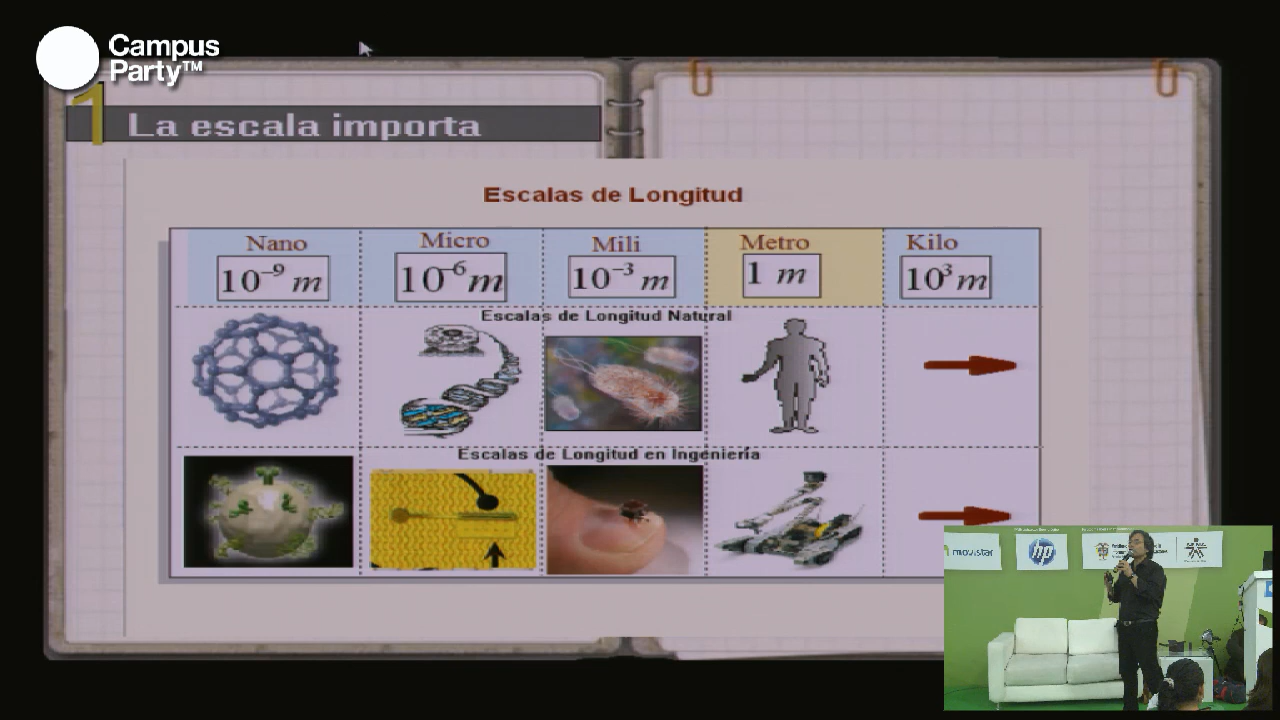 Campus
Party™
1
La escala importa
Escalas de Longitud
Nano
Micro
Mili
Metro
Kilo
10⁻⁹ m
10⁻⁶ m
10⁻³ m
1 m
10³ m
Escalas de Longitud Natural
Escalas de Longitud en Ingeniería
movistar
hp